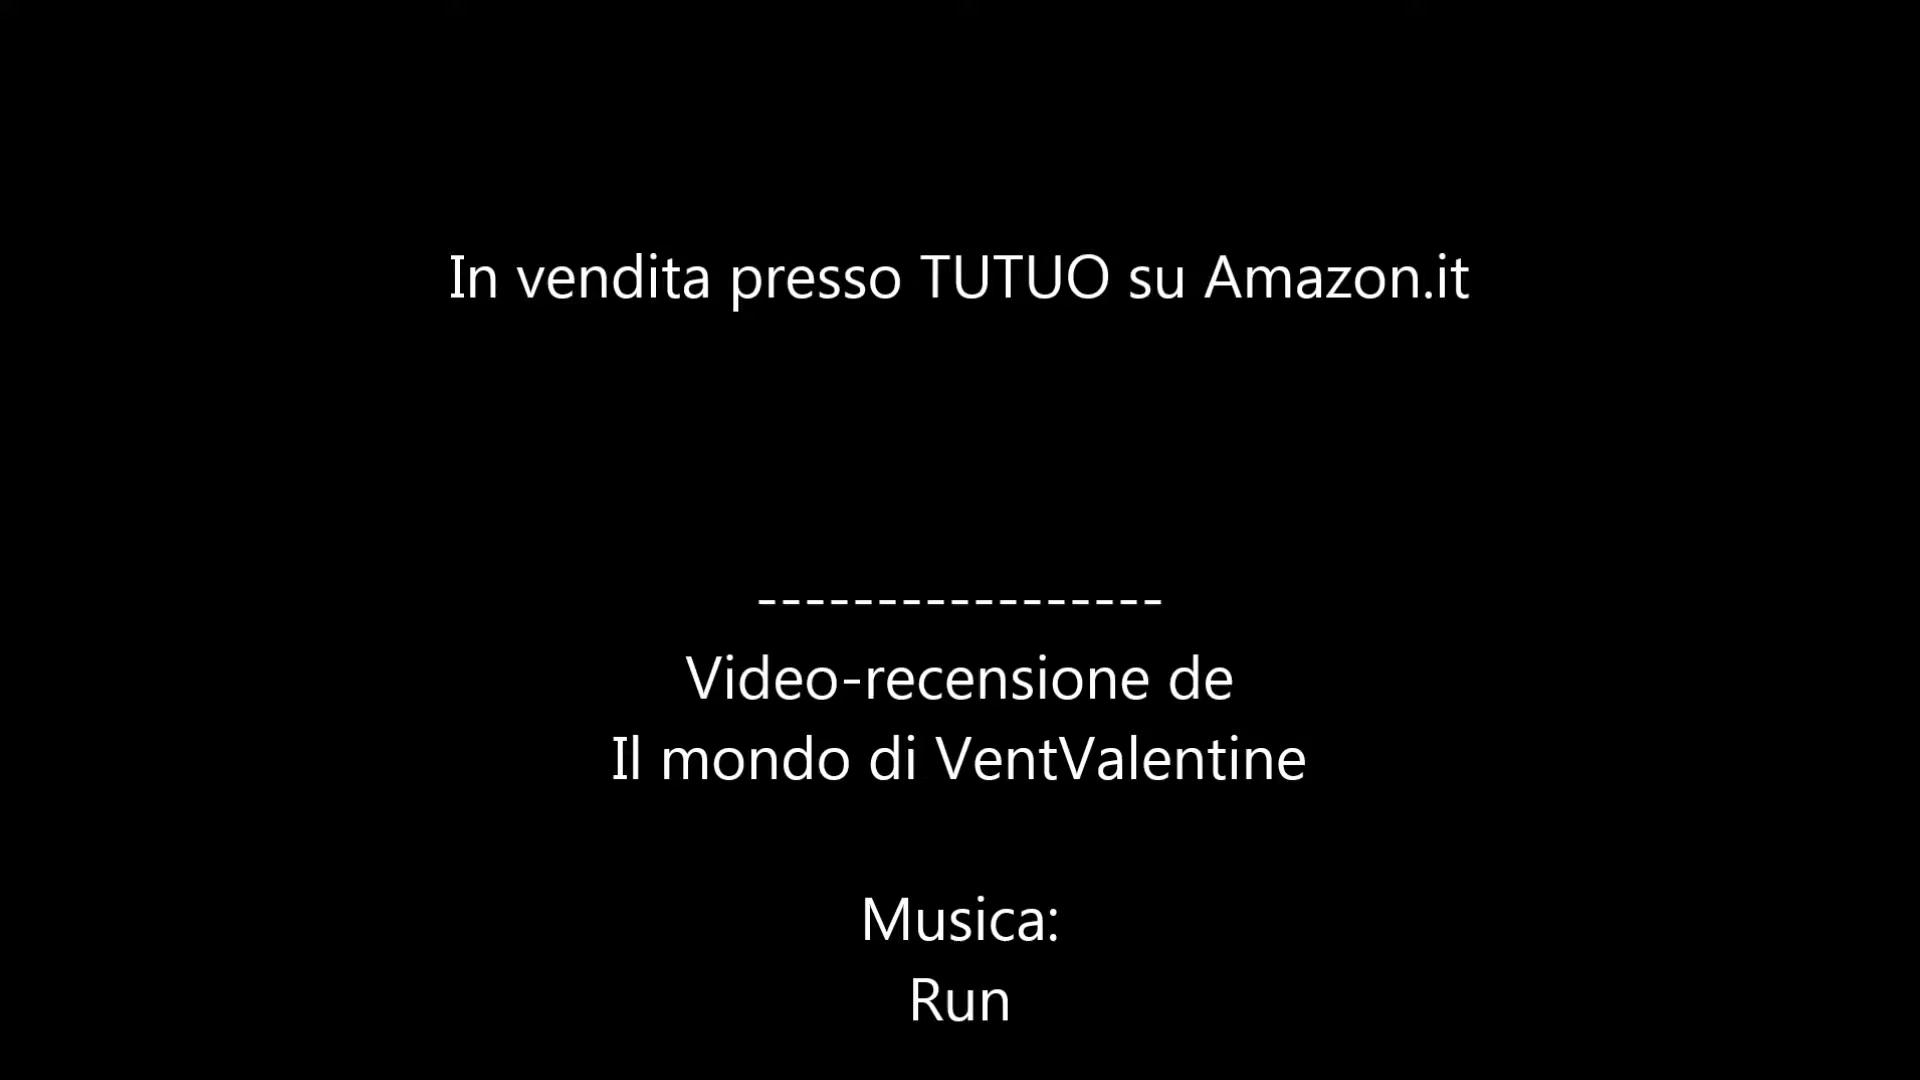 In vendita presso TUTUO su Amazon.it
-----------------
Video-recensione de
Il mondo di VentValentine
Musica:
Run